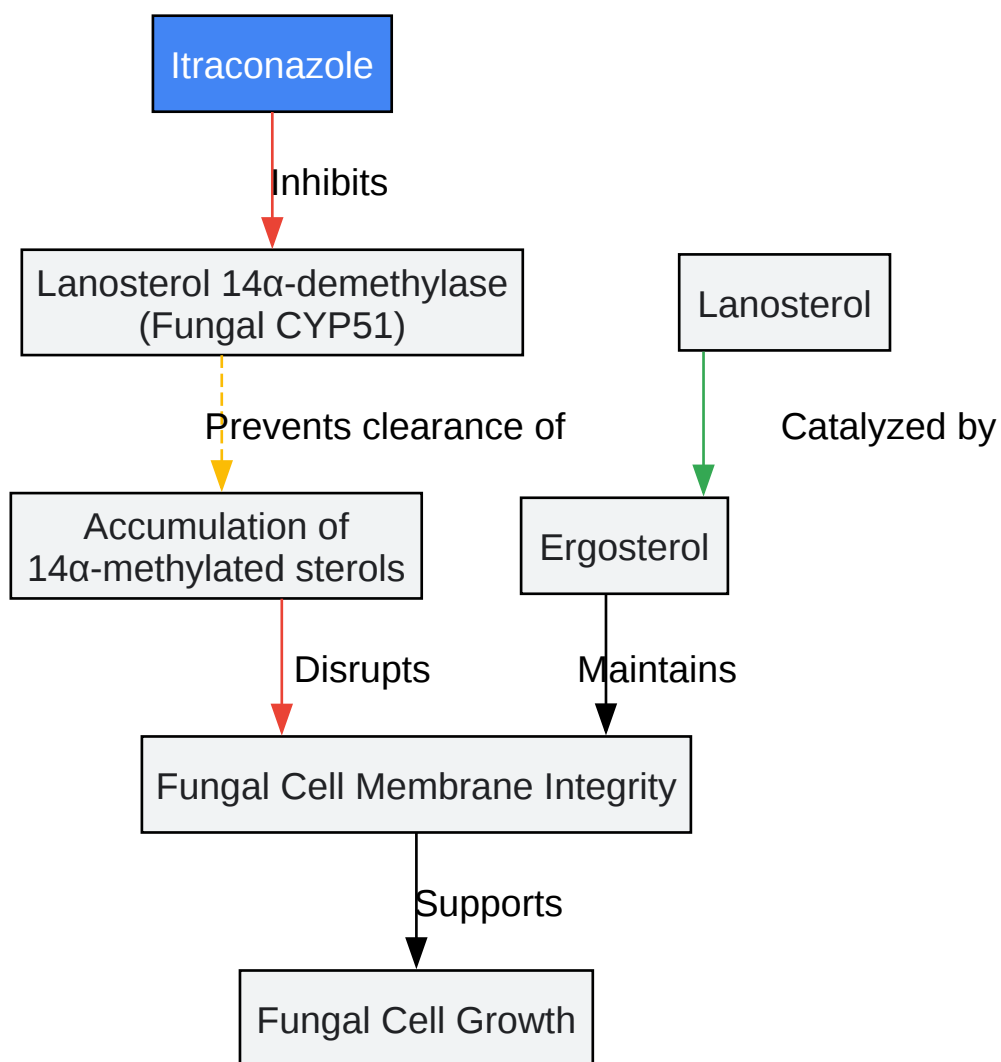 Itraconazole
Inhibits
Lanosterol 14α-demethylase
(Fungal CYP51)
Lanosterol
Prevents clearance of
Catalyzed by
Accumulation of
14α-methylated sterols
Ergosterol
Disrupts
Maintains
Fungal Cell Membrane Integrity
Supports
Fungal Cell Growth